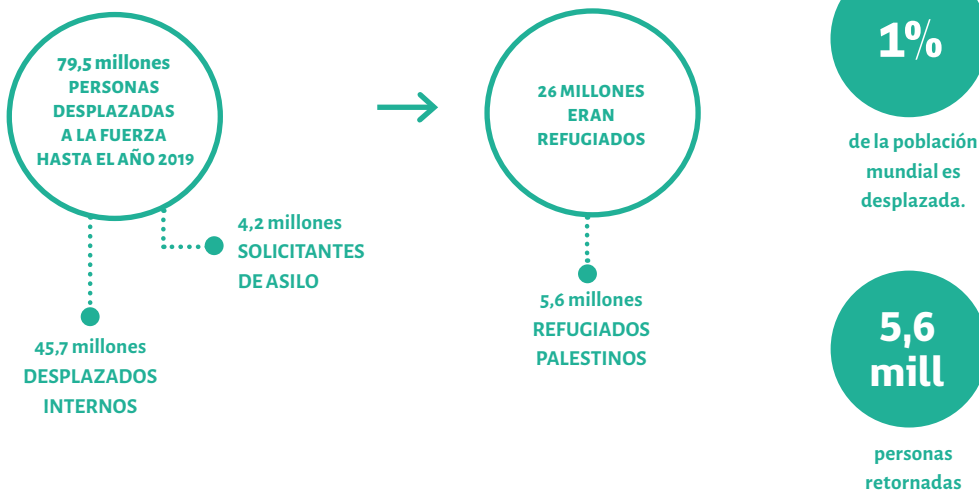 79,5 millones
PERSONAS
DESPLAZADAS
A LA FUERZA
HASTA EL AÑO 2019
4,2 millones
SOLICITANTES
DE ASILO
45,7 millones
DESPLAZADOS
INTERNOS
26 MILLONES
ERAN
REFUGIADOS
5,6 millones
REFUGIADOS
PALESTINOS
1%
de la población
mundial es
desplazada.
5,6
mill
personas
retornadas